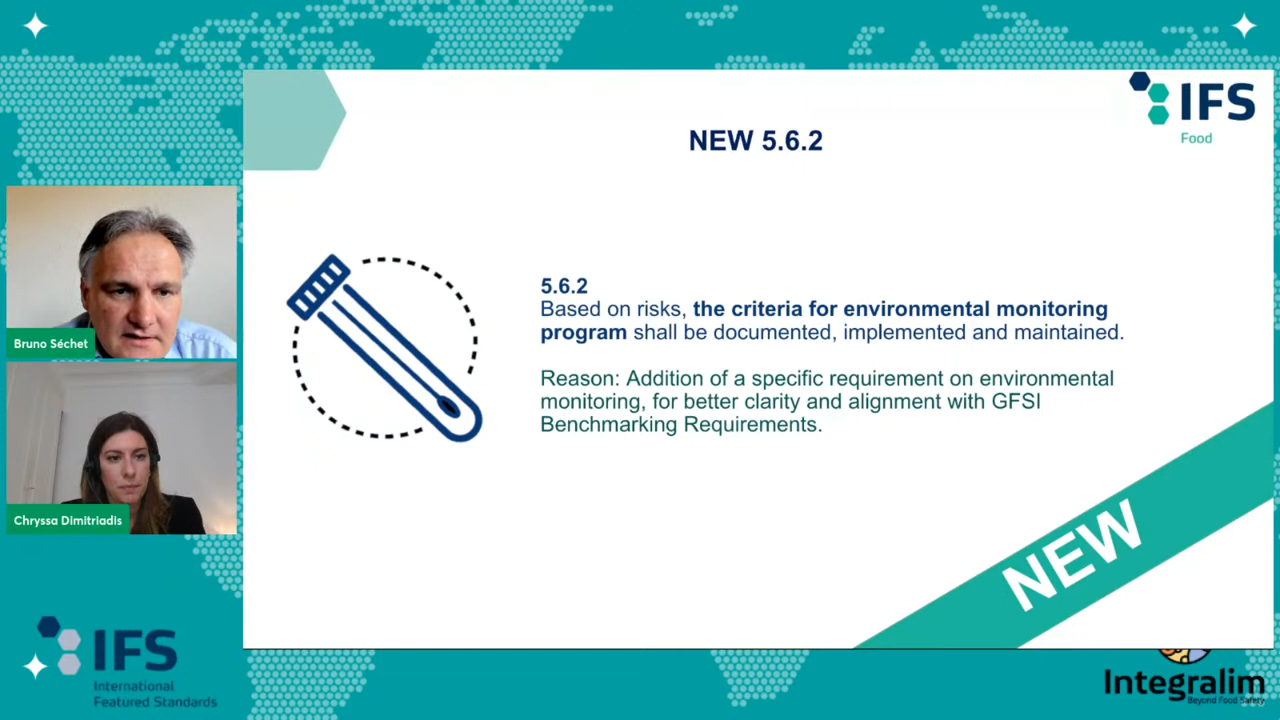 IFS
Food
NEW 5.6.2
5.6.2
Based on risks, the criteria for environmental monitoring
program shall be documented, implemented and maintained.
Reason: Addition of a specific requirement on environmental
monitoring, for better clarity and alignment with GFSI
Benchmarking Requirements.
NEW
Bruno Séchet
Chryssa Dimitriadis
IFS
International
Featured Standards
Integralim
Beyond Food Safety